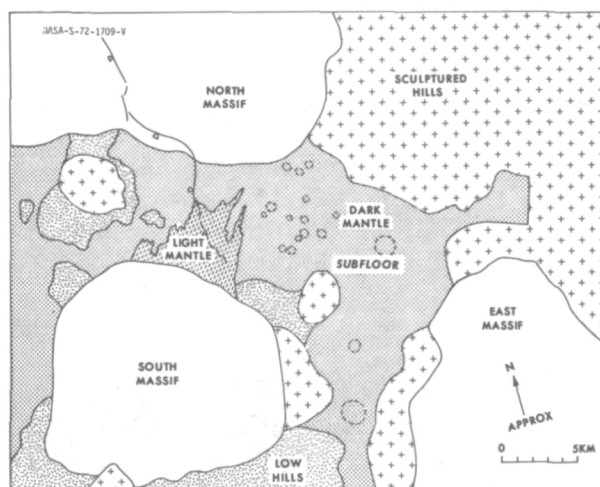 NASA-S-72-1709-V
NORTH
MASSIF
SCULPTURED
HILLS
DARK
MANTLE
LIGHT
MANTLE
SUBFLOOR
EAST
MASSIF
SOUTH
MASSIF
N
APPROX
LOW
HILLS
0 5KM